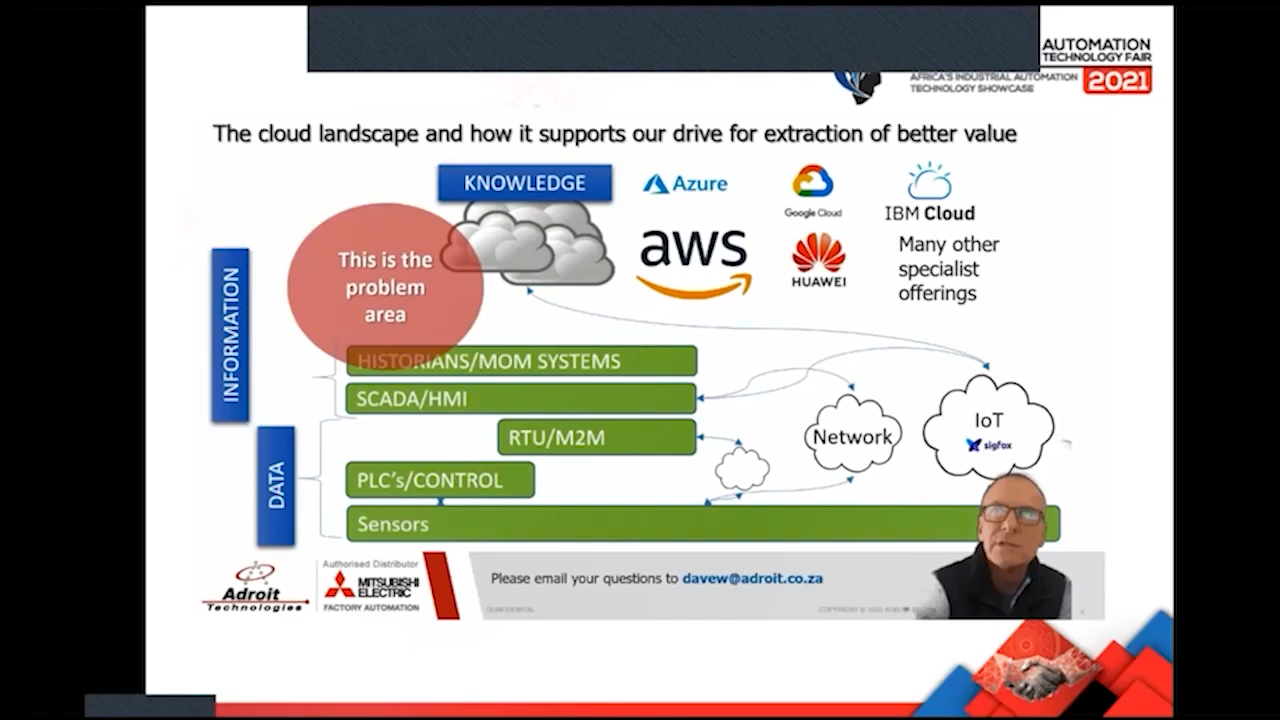 AUTOMATION
TECHNOLOGY FAIR
AFRICA'S INDUSTRIAL AUTOMATION
TECHNOLOGY SHOWCASE
2021
The cloud landscape and how it supports our drive for extraction of better value
KNOWLEDGE
Azure
Google Cloud
IBM Cloud
aws
HUAWEI
Many other
specialist
offerings
This is the
problem
area
INFORMATION
HISTORIANS/MOM SYSTEMS
SCADA/HMI
RTU/M2M
Network
IoT
sigfox
DATA
PLC's/CONTROL
Sensors
Adroit
Technologies
Authorised Distributor
MITSUBISHI
ELECTRIC
FACTORY AUTOMATION
Please email your questions to davew@adroit.co.za
CONFIDENTIAL